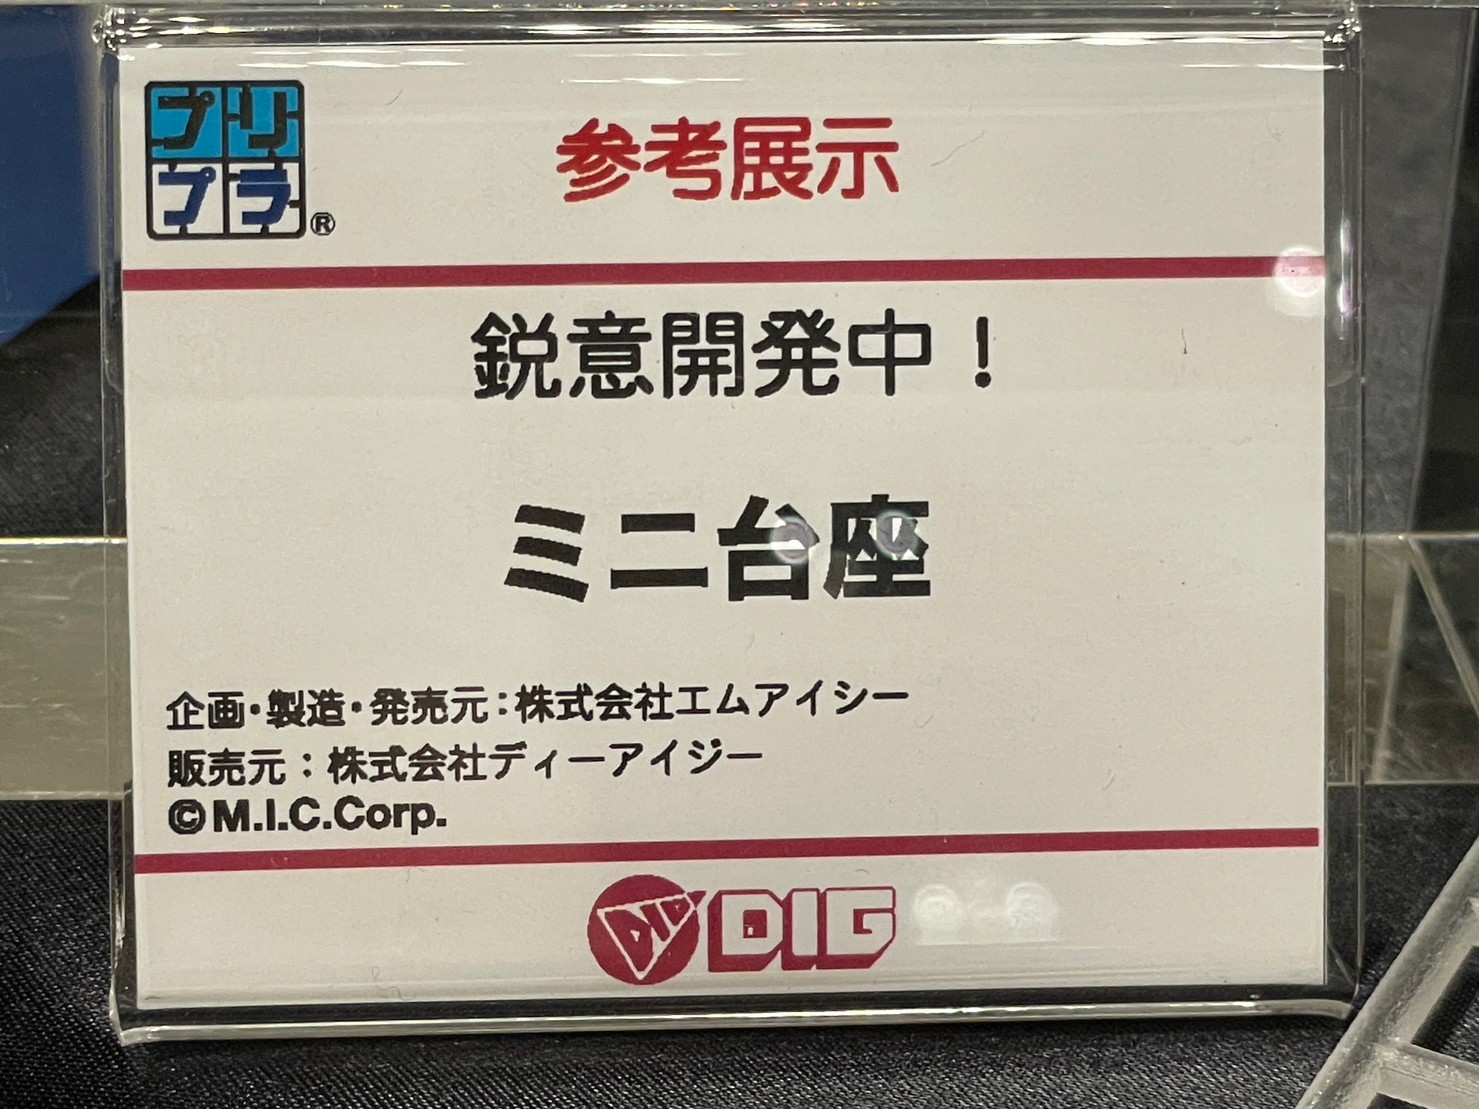 プリ
プラ®
参考展示
鋭意開発中！
ミニ台座
企画・製造・発売元：株式会社エムアイシー
販売元：株式会社ディーアイジー
©M.I.C.Corp.
DIG DIG